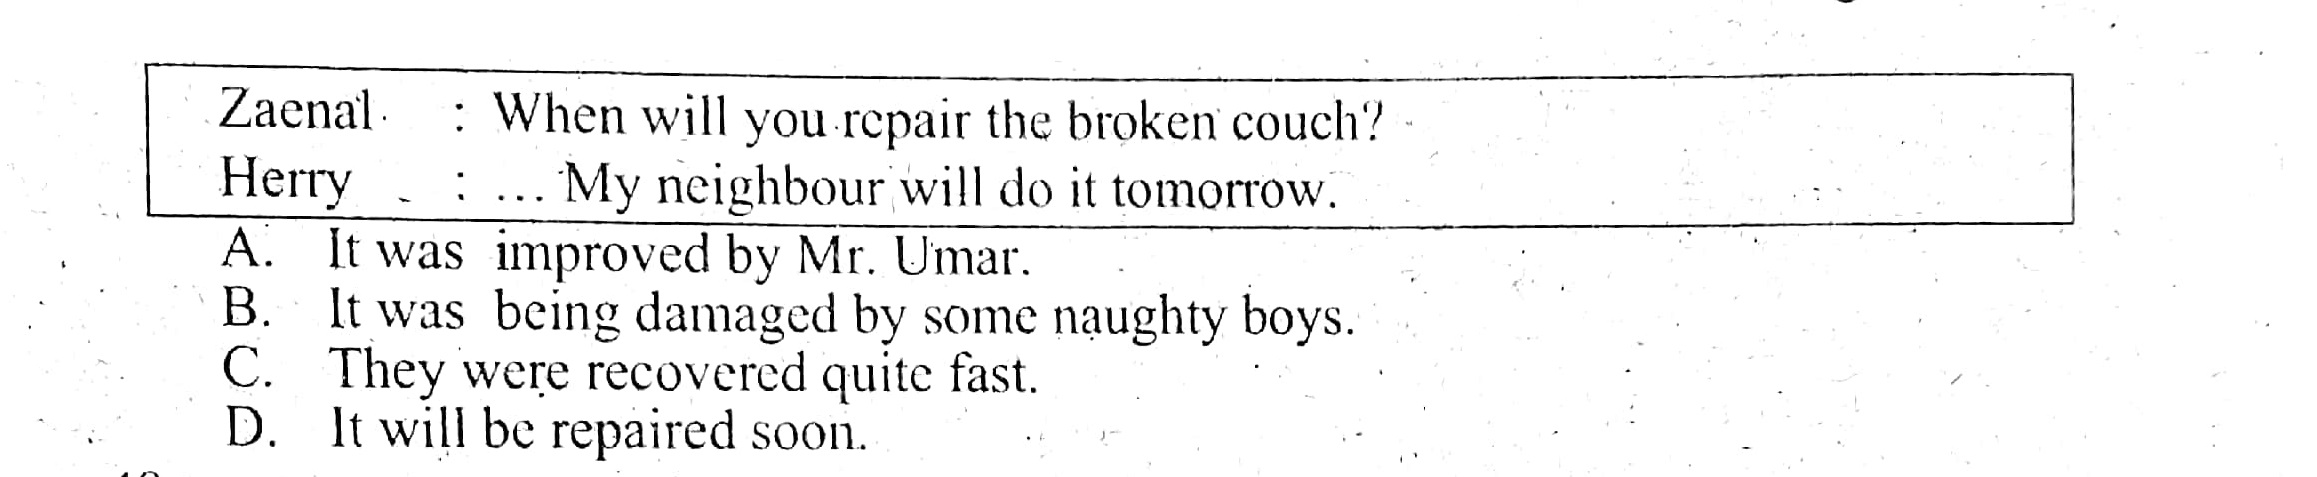 Zaenal : When will you repair the broken couch?
Herry : ... My neighbour will do it tomorrow.
A. It was improved by Mr. Umar.
B. It was being damaged by some naughty boys.
C. They were recovered quite fast.
D. It will be repaired soon.